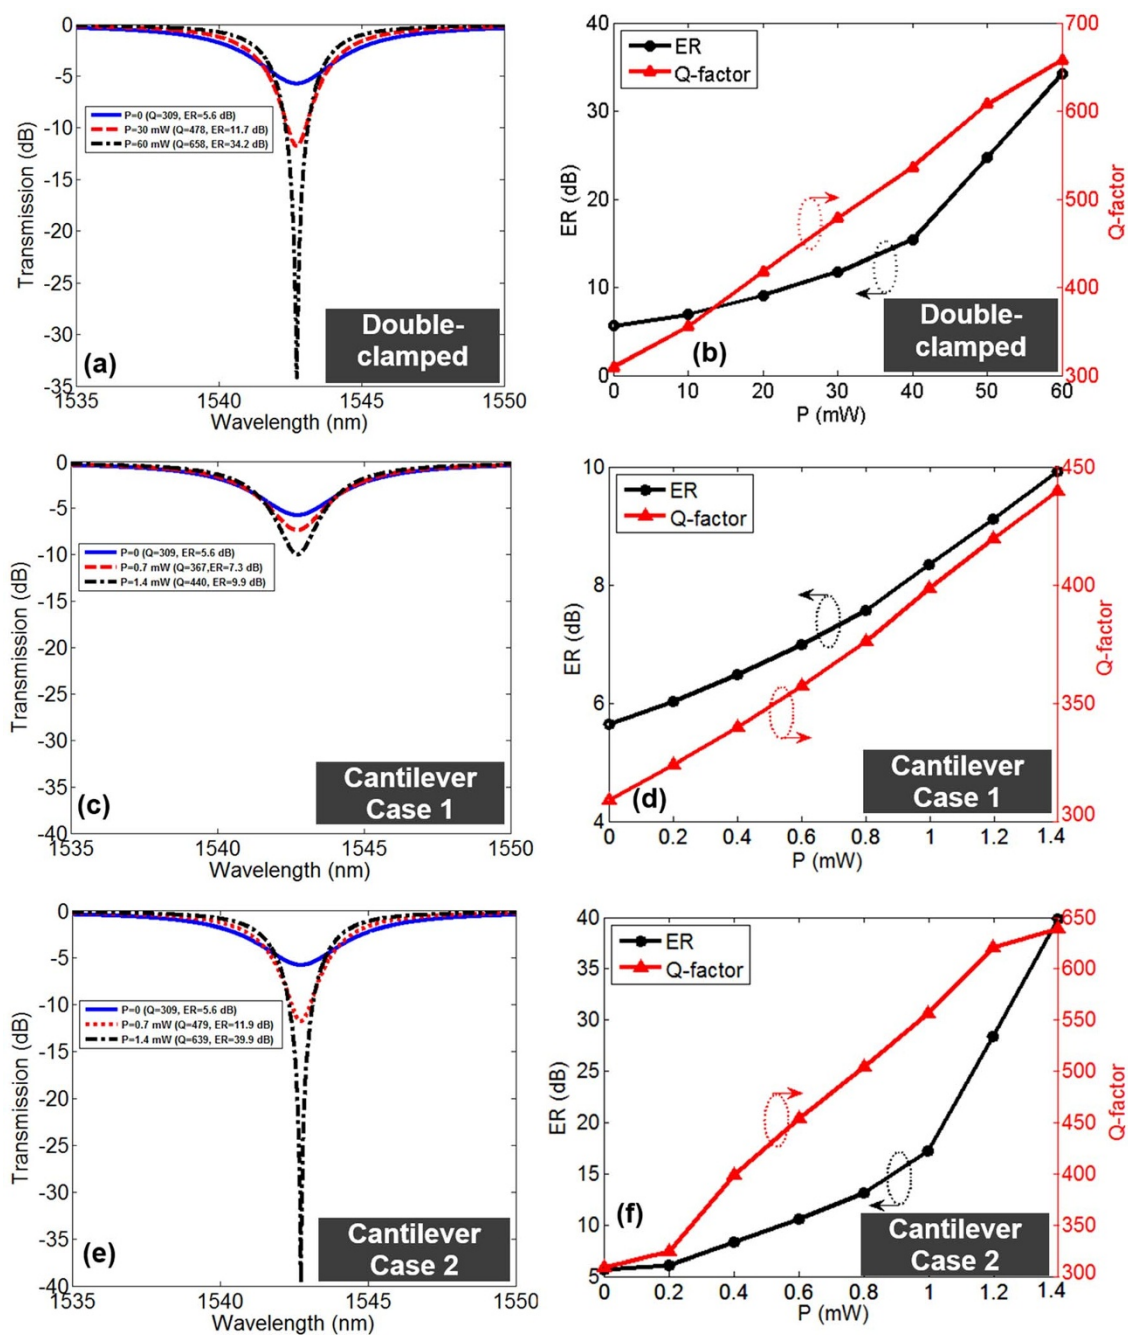 0
-5
-10
-15
-20
-25
-30
-35
Transmission (dB)
P=0 (Q=309, ER=5.6 dB)
P=30 mW (Q=478, ER=11.7 dB)
P=60 mW (Q=658, ER=34.2 dB)
(a)
Double-
clamped
1535 1540 1545 1550
Wavelength (nm)
40
30
20
10
0
ER (dB)
ER
Q-factor
700
600
500
400
300
Q-factor
(b)
Double-
clamped
0 10 20 30 40 50 60
P (mW)
0
-5
-10
-15
-20
-25
-30
-35
-40
Transmission (dB)
P=0 (Q=309, ER=5.6 dB)
P=0.7 mW (Q=367,ER=7.3 dB)
P=1.4 mW (Q=440, ER=9.9 dB)
(c)
Cantilever
Case 1
1535 1540 1545 1550
Wavelength (nm)
10
8
6
4
ER (dB)
ER
Q-factor
450
400
350
300
Q-factor
(d)
Cantilever
Case 1
0 0.2 0.4 0.6 0.8 1 1.2 1.4
P (mW)
0
-5
-10
-15
-20
-25
-30
-35
-40
Transmission (dB)
P=0 (Q=309, ER=5.6 dB)
P=0.7 mW (Q=479, ER=11.9 dB)
P=1.4 mW (Q=639, ER=39.9 dB)
(e)
Cantilever
Case 2
1535 1540 1545 1550
Wavelength (nm)
40
35
30
25
20
15
10
5
ER (dB)
ER
Q-factor
650
600
550
500
450
400
350
300
Q-factor
(f)
Cantilever
Case 2
0 0.2 0.4 0.6 0.8 1 1.2 1.4
P (mW)